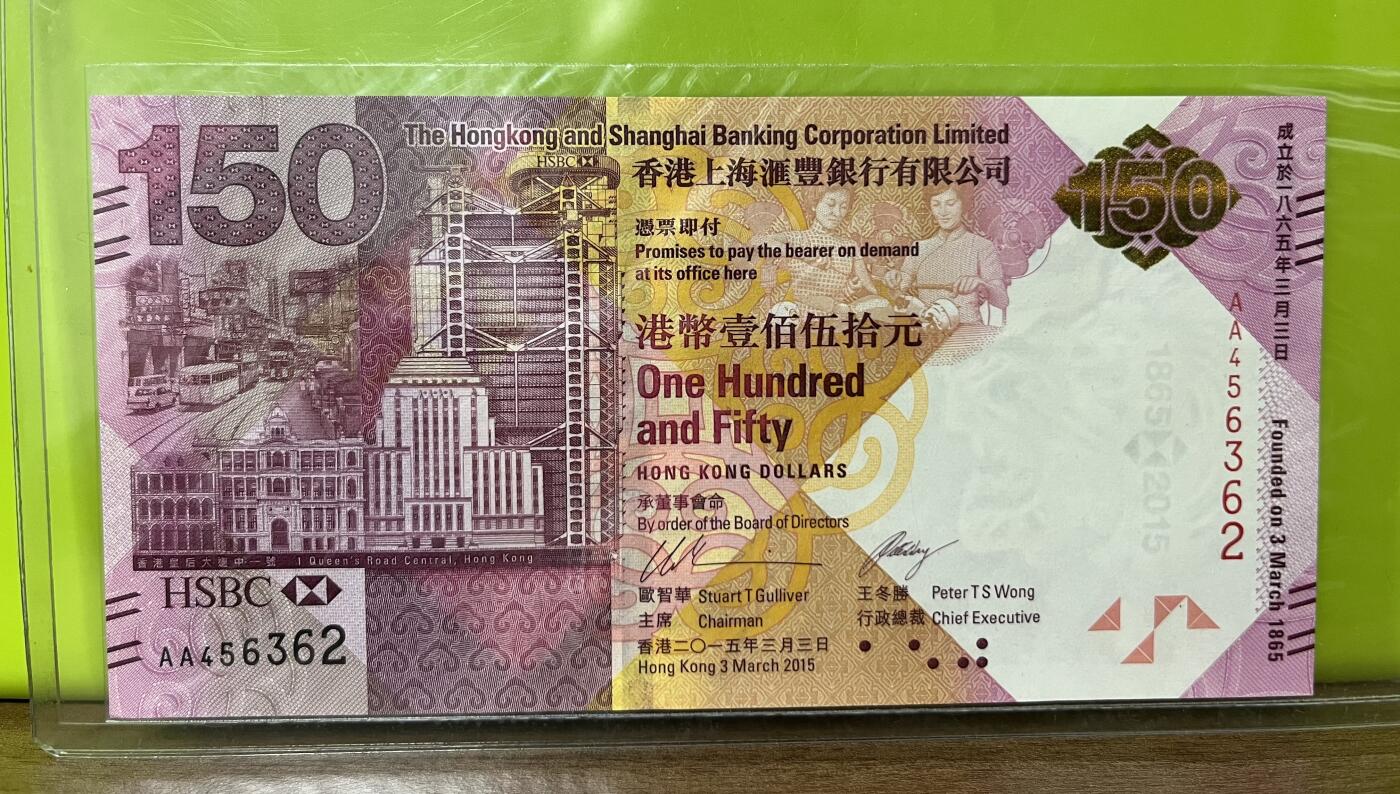 150
The Hongkong and Shanghai Banking Corporation Limited
HSBC
香港上海滙豐銀行有限公司
150
憑票即付
Promises to pay the bearer on demand
at its office here
港幣壹佰伍拾元
One Hundred
and Fifty
HONG KONG DOLLARS
承董事會命
By order of the Board of Directors
歐智華 Stuart T Gulliver
主席 Chairman
王冬勝 Peter T S Wong
行政總裁 Chief Executive
香港二〇一五年三月三日
Hong Kong 3 March 2015
香港皇后大道中一號 1 Queen's Road Central, Hong Kong
HSBC
AA456362
AA456362
成立於一八六五年三月三日 Founded on 3 March 1865
1865 2015